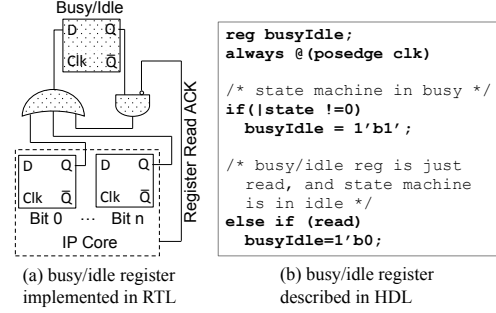 Busy/Idle
D Q
Clk Q̅
Register Read ACK
D Q D Q
Clk Q̅ Clk Q̅
Bit 0 ... Bit n
IP Core
(a) busy/idle register
implemented in RTL
reg busyIdle;
always @(posedge clk)
/* state machine in busy */
if(|state !=0)
busyIdle = 1'b1';
/* busy/idle reg is just
read, and state machine
is in idle */
else if (read)
busyIdle=1'b0;
(b) busy/idle register
described in HDL